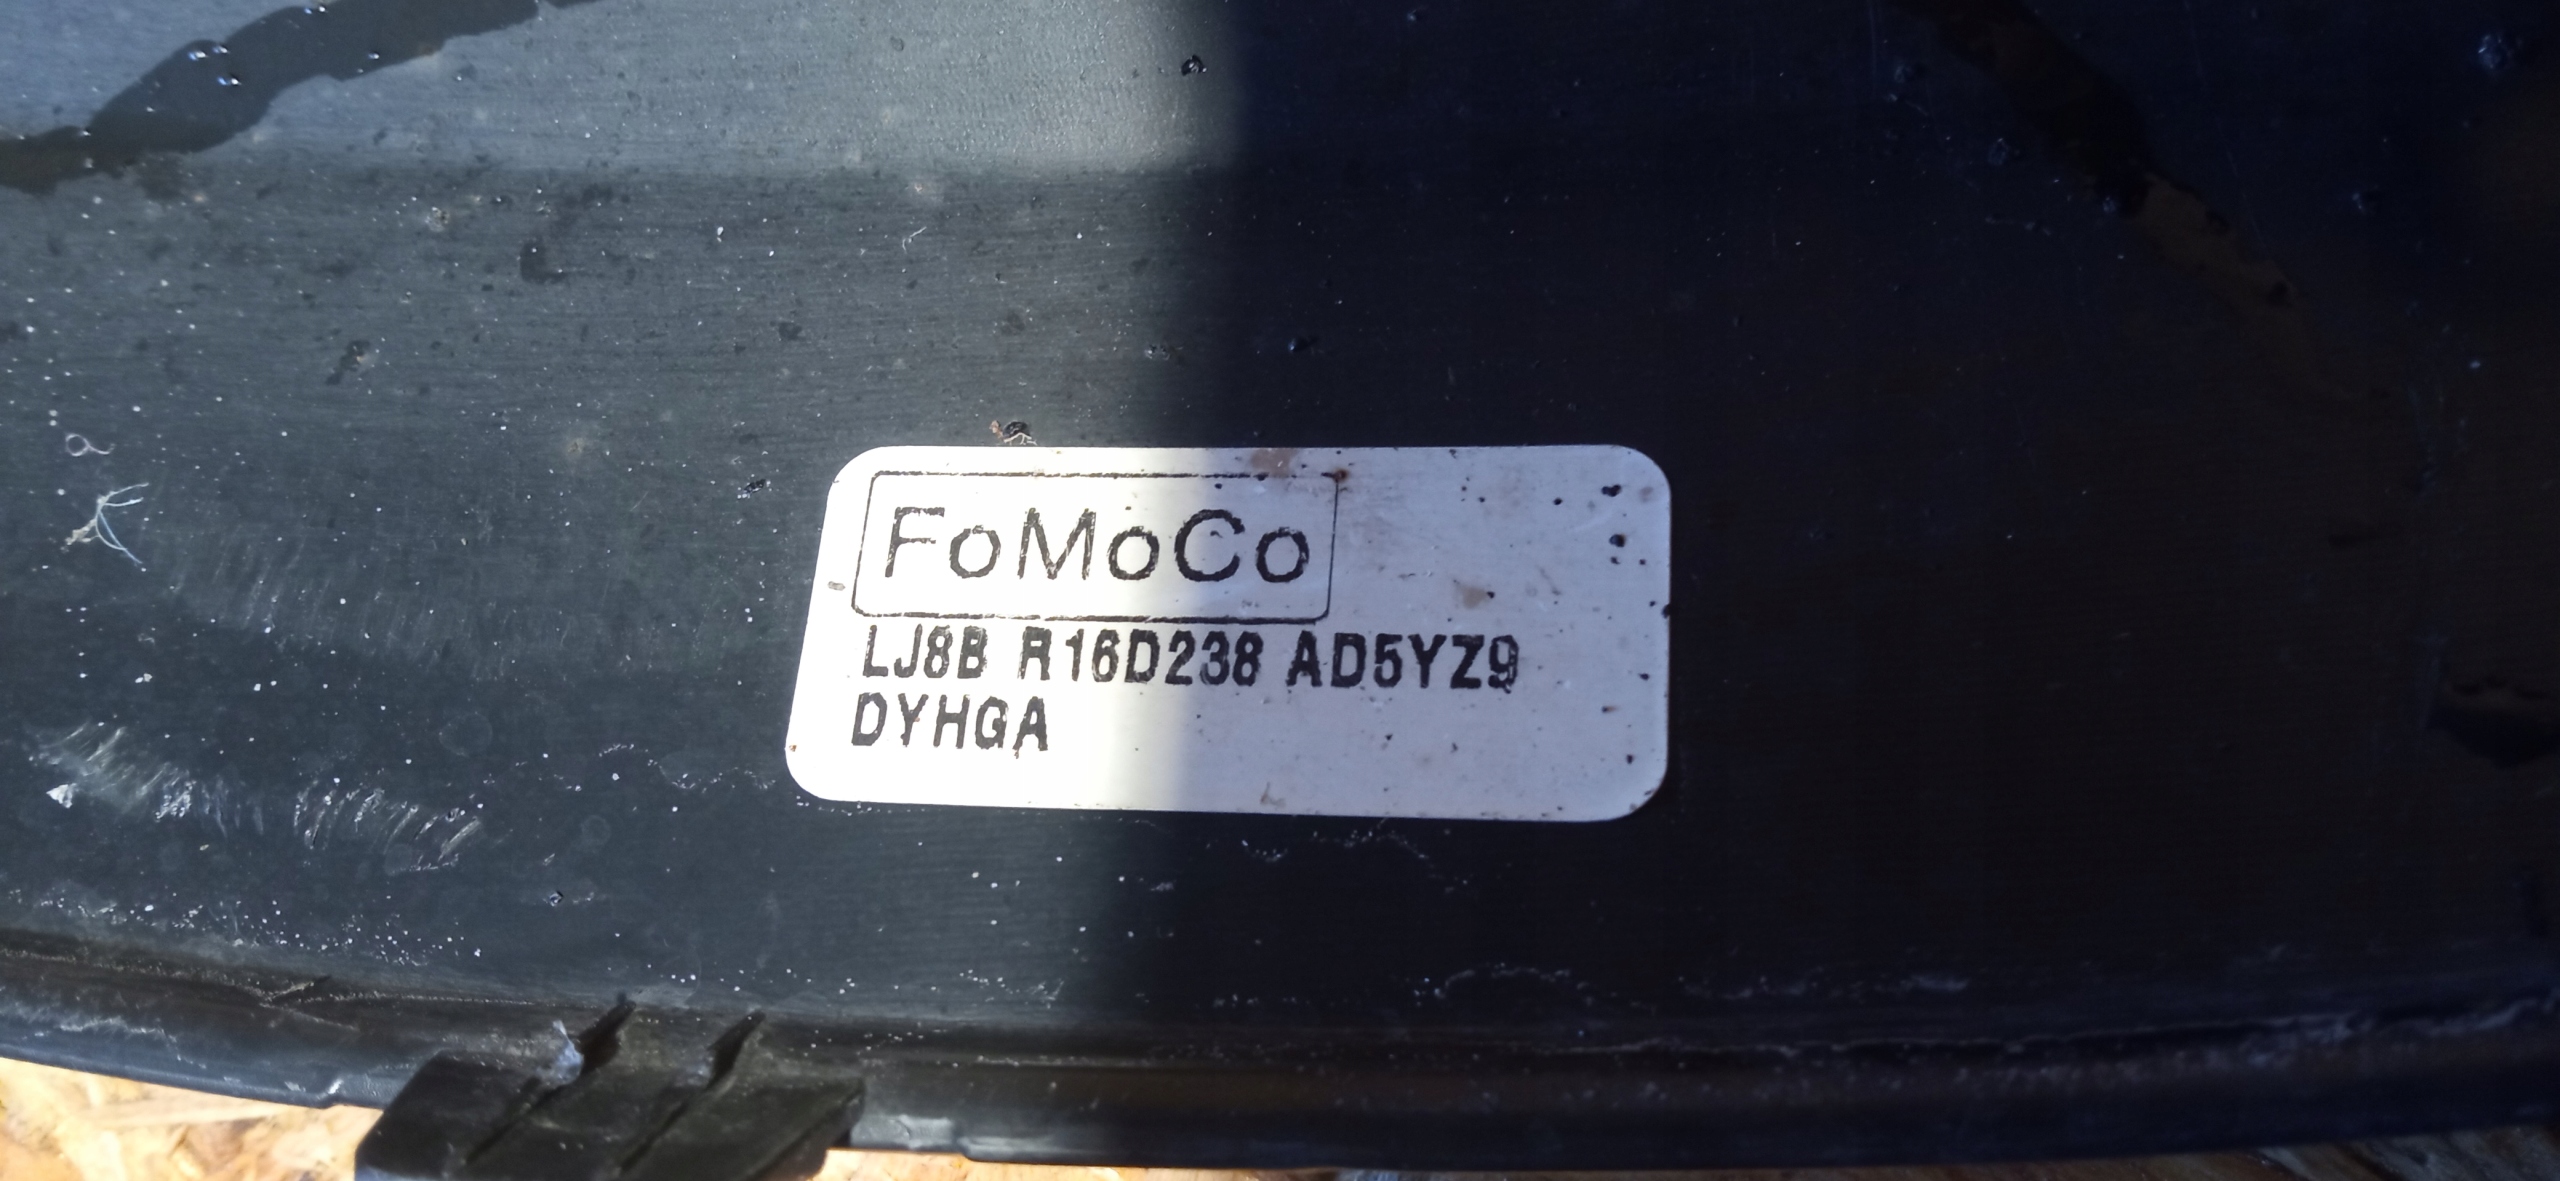 FoMoCo
LJ8B R16D238 AD5YZ9
DYHGA